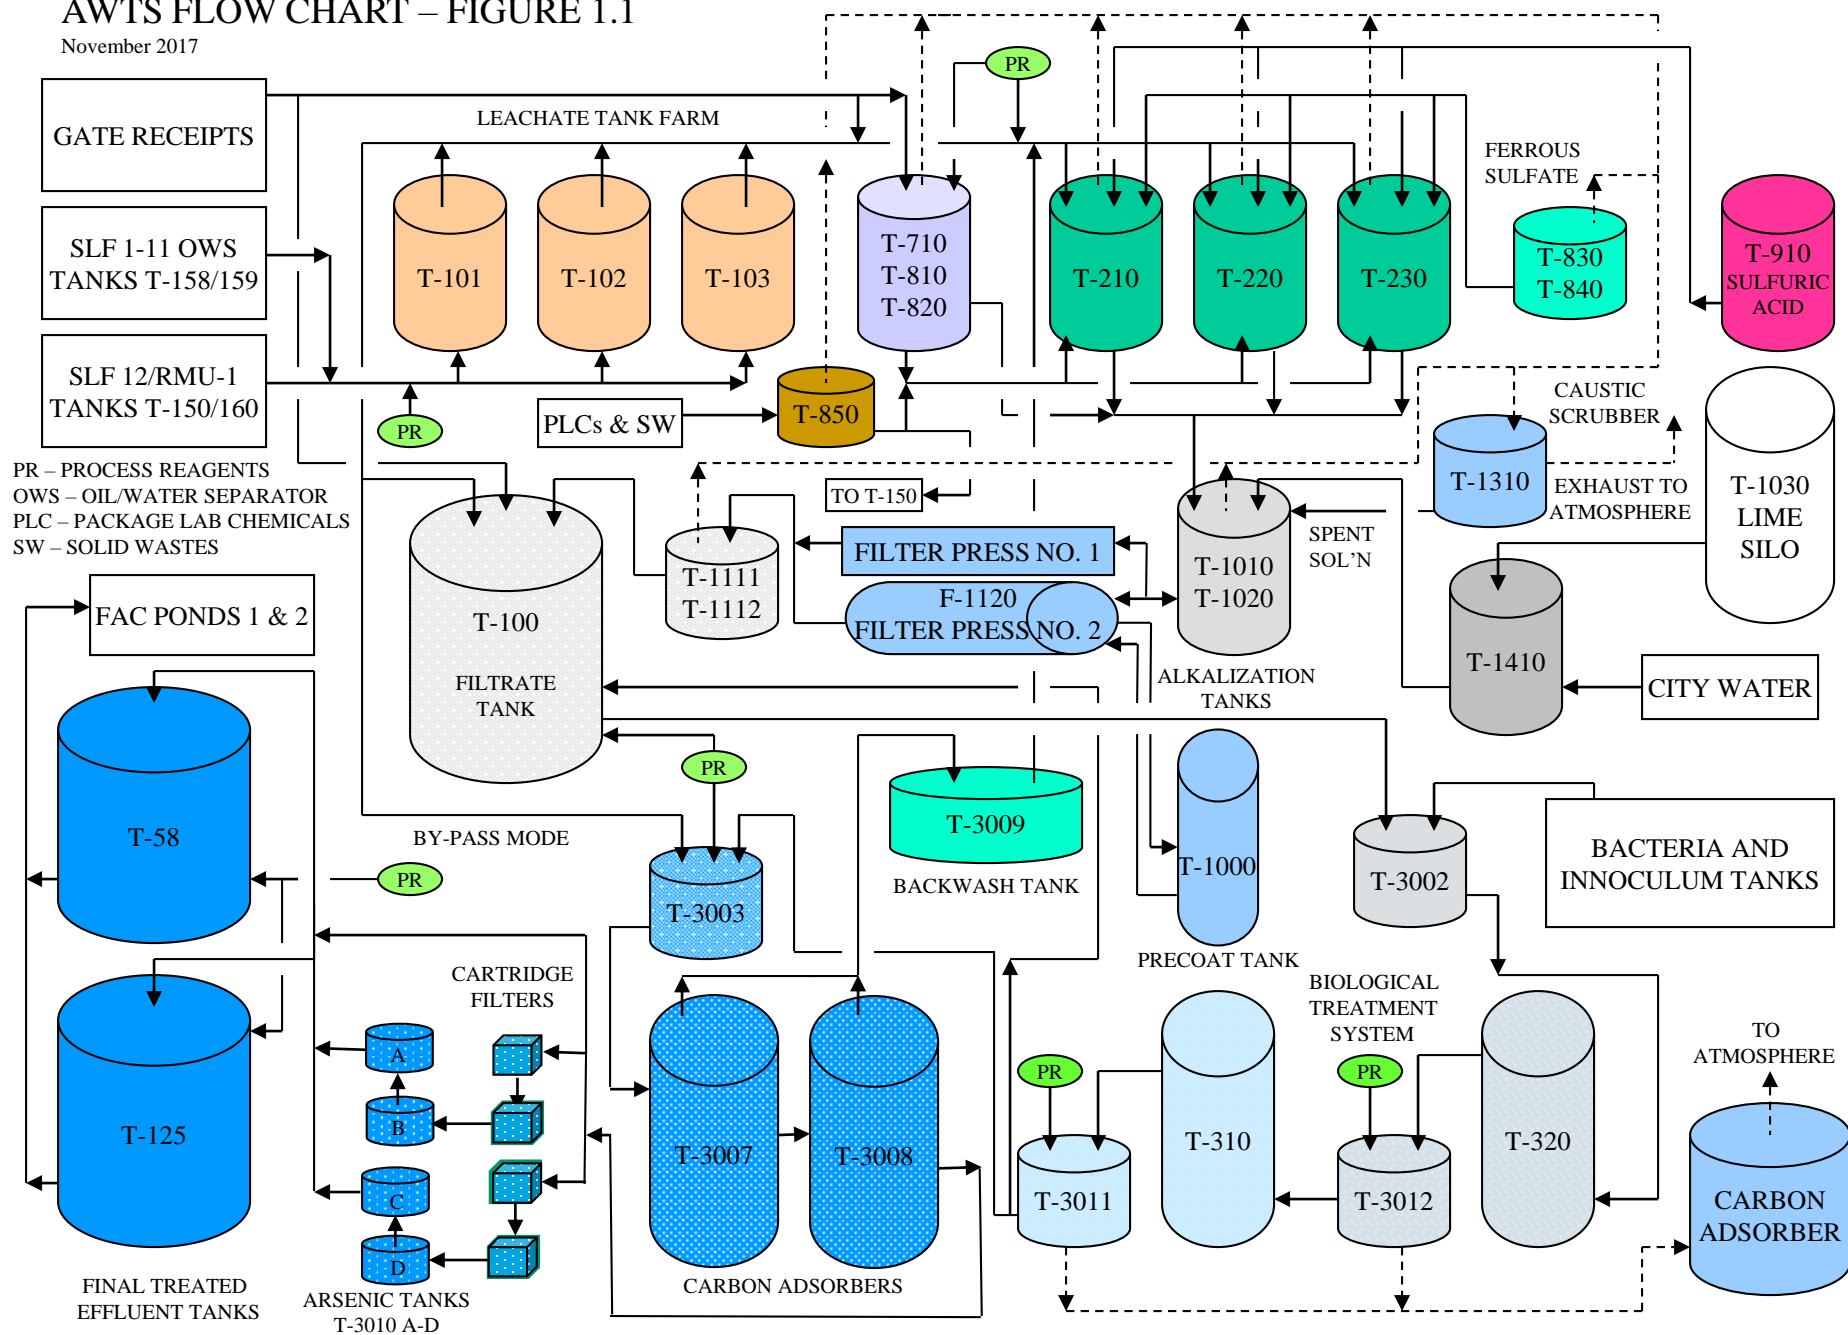 AWTS FLOW CHART – FIGURE 1.1
November 2017
PR
GATE RECEIPTS
LEACHATE TANK FARM
FERROUS
SULFATE
SLF 1-11 OWS
TANKS T-158/159
T-101
T-102
T-103
T-710
T-810
T-820
T-210
T-220
T-230
T-830
T-840
T-910
SULFURIC
ACID
SLF 12/RMU-1
TANKS T-150/160
PR
PLCs & SW
T-850
CAUSTIC
SCRUBBER
PR – PROCESS REAGENTS
OWS – OIL/WATER SEPARATOR
PLC – PACKAGE LAB CHEMICALS
SW – SOLID WASTES
TO T-150
T-1310
EXHAUST TO
ATMOSPHERE
T-1030
LIME
SILO
SPENT
SOL’N
FILTER PRESS NO. 1
F-1120
FILTER PRESS NO. 2
T-1111
T-1112
T-1010
T-1020
FAC PONDS 1 & 2
T-100
FILTRATE
TANK
ALKALIZATION
TANKS
T-1410
CITY WATER
PR
T-58
BY-PASS MODE
T-3009
BACKWASH TANK
T-1000
PRECOAT TANK
T-3002
BACTERIA AND
INNOCULUM TANKS
PR
T-3003
CARTRIDGE
FILTERS
BIOLOGICAL
TREATMENT
SYSTEM
TO
ATMOSPHERE
A
B
C
D
PR
PR
T-125
T-3007
T-3008
T-3011
T-310
T-3012
T-320
CARBON
ADSORBER
FINAL TREATED
EFFLUENT TANKS
ARSENIC TANKS
T-3010 A-D
CARBON ADSORBERS